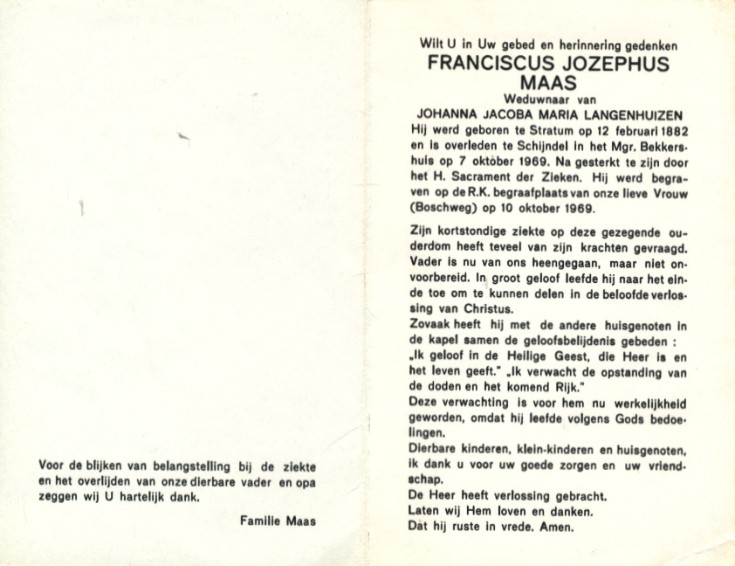 Voor de blijken van belangstelling bij de ziekte
en het overlijden van onze dierbare vader en opa
zeggen wij U hartelijk dank.
Familie Maas
Wilt U in Uw gebed en herinnering gedenken
FRANCISCUS JOZEPHUS
MAAS
Weduwnaar van
JOHANNA JACOBA MARIA LANGENHUIZEN
Hij werd geboren te Stratum op 12 februari 1882
en is overleden te Schijndel in het Mgr. Bekkers-
huis op 7 oktober 1969. Na gesterkt te zijn door
het H. Sacrament der Zieken. Hij werd begra-
ven op de R.K. begraafplaats van onze lieve Vrouw
(Boschweg) op 10 oktober 1969.
Zijn kortstondige ziekte op deze gezegende ou-
derdom heeft teveel van zijn krachten gevraagd.
Vader is nu van ons heengegaan, maar niet on-
voorbereid. In groot geloof leefde hij naar het ein-
de toe om te kunnen delen in de beloofde verlos-
sing van Christus.
Zovaak heeft hij met de andere huisgenoten in
de kapel samen de geloofsbelijdenis gebeden :
„Ik geloof in de Heilige Geest, die Heer is en
het leven geeft." „Ik verwacht de opstanding van
de doden en het komend Rijk."
Deze verwachting is voor hem nu werkelijkheid
geworden, omdat hij leefde volgens Gods bedoe-
lingen.
Dierbare kinderen, klein-kinderen en huisgenoten,
ik dank u voor uw goede zorgen en uw vriend-
schap.
De Heer heeft verlossing gebracht.
Laten wij Hem loven en danken.
Dat hij ruste in vrede. Amen.